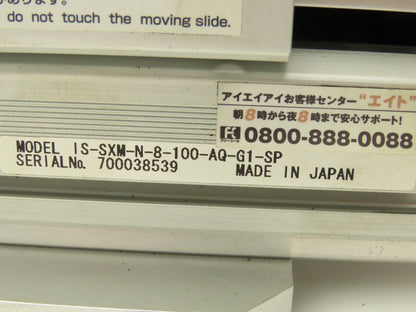 do not touch the moving slide.
アイエイアイお客様センター"エイト"
朝8時から夜8時まで安心サポート!
0800-888-0088
MODEL IS-SXM-N-8-100-AQ-G1-SP
SERIALNo. 700038539 MADE IN JAPAN